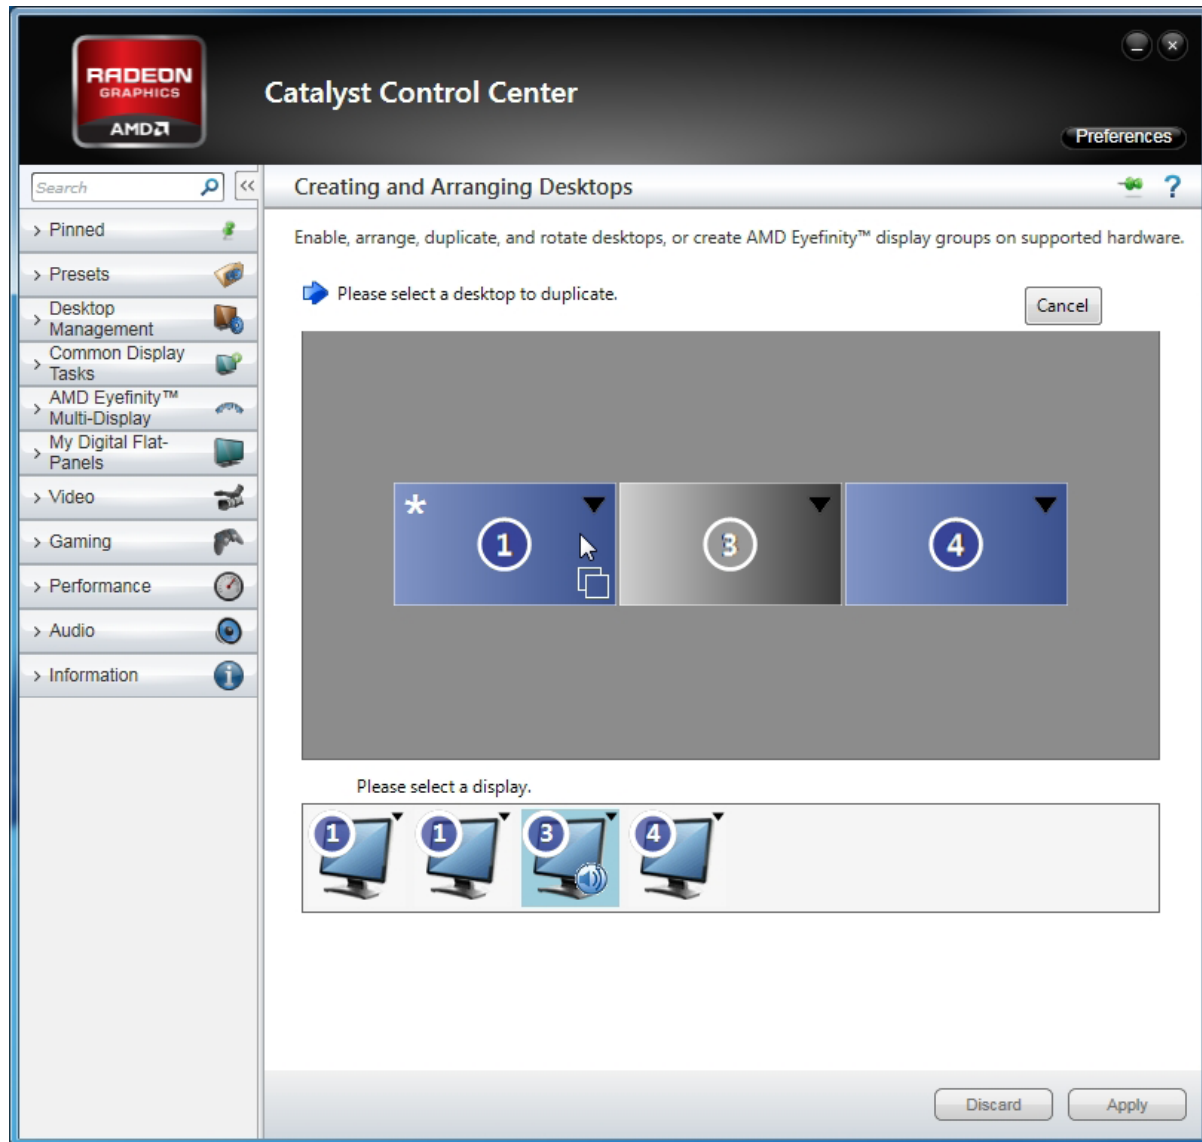 RADEON
GRAPHICS
AMD
Catalyst Control Center
Preferences
Search
<<
Creating and Arranging Desktops
?
> Pinned
Enable, arrange, duplicate, and rotate desktops, or create AMD Eyefinity™ display groups on supported hardware.
> Presets
Please select a desktop to duplicate.
Cancel
> Desktop
Management
> Common Display
Tasks
> AMD Eyefinity™
Multi-Display
> My Digital Flat-
Panels
> Video
> Gaming
> Performance
> Audio
> Information
* 1 3 4
Please select a display.
1 1 3 4
Discard Apply